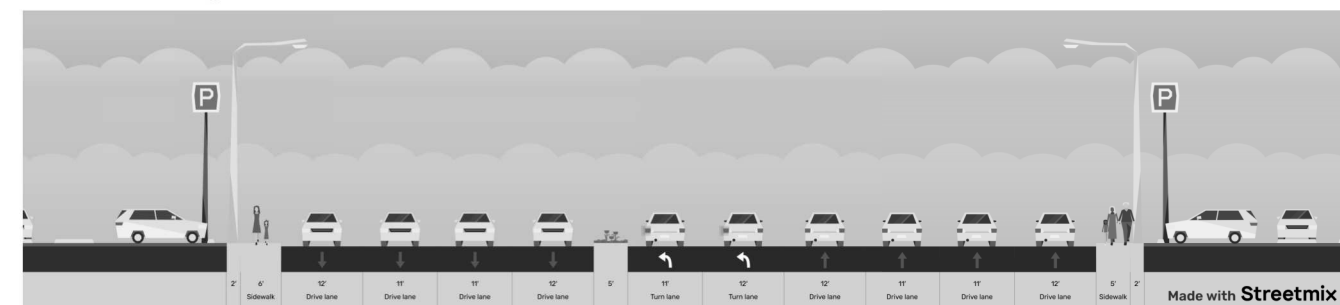 P
P
2' 6' 12' 11' 11' 12' 5' 11' 12' 12' 11' 11' 12' 5' 2'
Sidewalk Drive lane Drive lane Drive lane Drive lane Turn lane Turn lane Drive lane Drive lane Drive lane Drive lane Sidewalk
Made with Streetmix